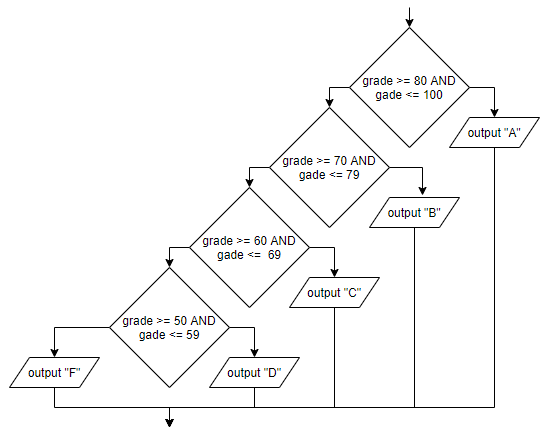 grade >= 80 AND
gade <= 100
output "A"
grade >= 70 AND
gade <= 79
output "B"
grade >= 60 AND
gade <=  69
output "C"
grade >= 50 AND
gade <= 59
output "F"
output "D"